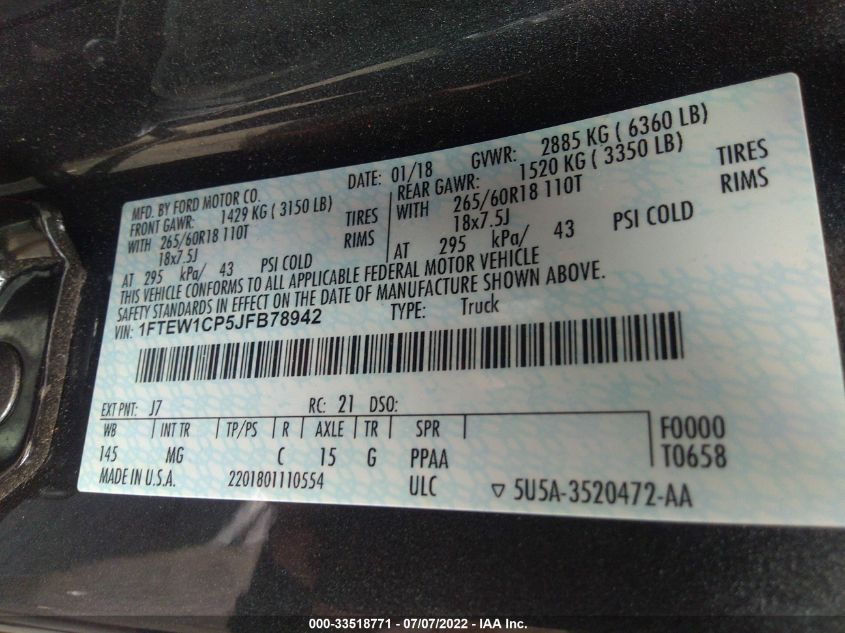 MFD. BY FORD MOTOR CO.
DATE: 01/18 GVWR: 2885 KG ( 6360 LB)
FRONT GAWR: 1429 KG ( 3150 LB)
REAR GAWR: 1520 KG ( 3350 LB)
WITH 265/60R18 110T TIRES
WITH 265/60R18 110T TIRES
18x7.5J RIMS
18x7.5J RIMS
AT 295 kPa/ 43 PSI COLD
AT 295 kPa/ 43 PSI COLD
THIS VEHICLE CONFORMS TO ALL APPLICABLE FEDERAL MOTOR VEHICLE
SAFETY STANDARDS IN EFFECT ON THE DATE OF MANUFACTURE SHOWN ABOVE.
VIN: 1FTEW1CP5JFB78942 TYPE: Truck
EXT PNT: J7 RC: 21 DSO:
WB INT TR TP/PS R AXLE TR SPR F0000
145 MG C 15 G PPAA T0658
MADE IN U.S.A. 2201801110554 ULC ▽ 5U5A-3520472-AA
000-33518771 - 07/07/2022 - IAA Inc.